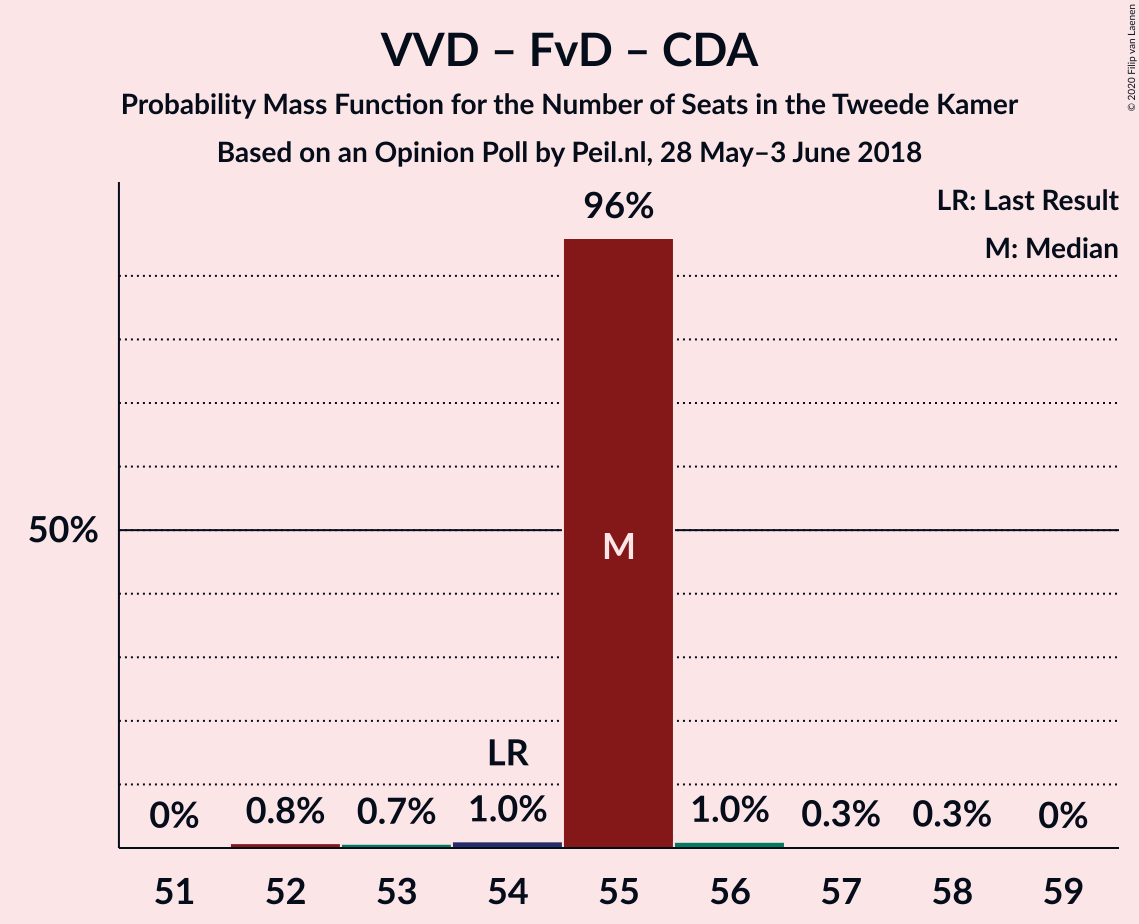 VVD – FvD – CDA
Probability Mass Function for the Number of Seats in the Tweede Kamer
Based on an Opinion Poll by Peil.nl, 28 May–3 June 2018
© 2020 Filip van Laenen
LR: Last Result
M: Median
96%
50%
M
LR
0% 0.8% 0.7% 1.0% 1.0% 0.3% 0.3% 0%
51 52 53 54 55 56 57 58 59